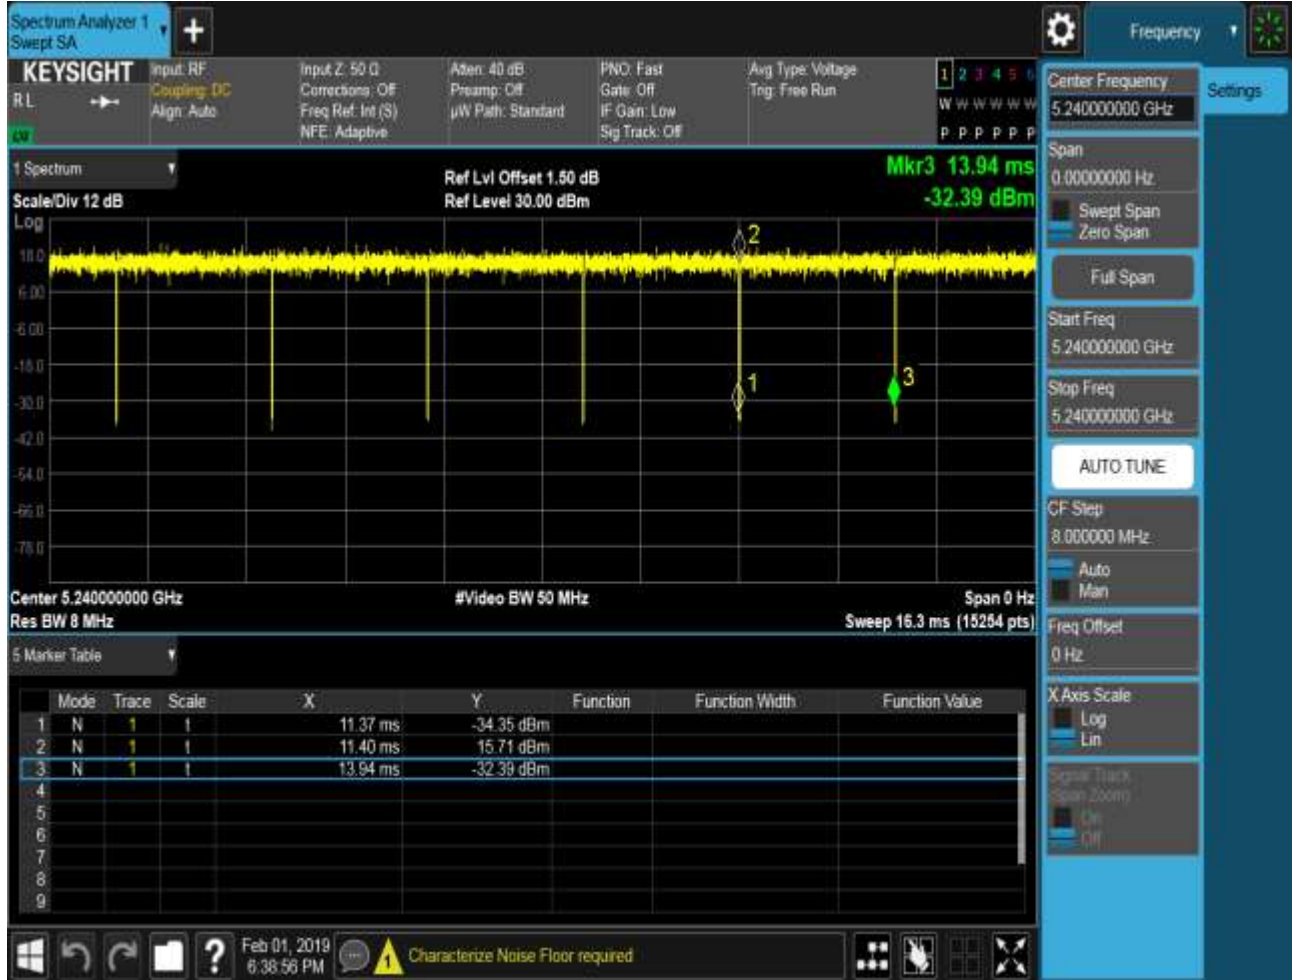 Spectrum Analyzer 1
Swept SA
+
Frequency
KEYSIGHT
RL
Input: RF
Coupling: DC
Align: Auto
Input Z: 50 Ω
Corrections: Off
Freq Ref: Int (S)
NFE: Adaptive
Atten: 40 dB
Preamp: Off
µW Path: Standard
PNO: Fast
Gate: Off
IF Gain: Low
Sig Track: Off
Avg Type: Voltage
Trig: Free Run
1 2 3 4 5 6
W W W W W W
P P P P P P
1 Spectrum
Scale/Div 12 dB
Ref Lvl Offset 1.50 dB
Ref Level 30.00 dBm
Mkr3 13.94 ms
-32.39 dBm
Log
18.0
6.00
-6.00
-18.0
-30.0
-42.0
-54.0
-66.0
-78.0
2
1
3
Center 5.240000000 GHz
#Video BW 50 MHz
Span 0 Hz
Res BW 8 MHz
Sweep 16.3 ms (15254 pts)
5 Marker Table
Mode Trace Scale X Y Function Function Width Function Value
1 N 1 t 11.37 ms -34.35 dBm
2 N 1 t 11.40 ms 15.71 dBm
3 N 1 t 13.94 ms -32.39 dBm
4
5
6
7
8
9
Feb 01, 2019
6:38:56 PM
?
1
Characterize Noise Floor required
Center Frequency
5.240000000 GHz
Settings
Span
0.00000000 Hz
Swept Span
Zero Span
Full Span
Start Freq
5.240000000 GHz
Stop Freq
5.240000000 GHz
AUTO TUNE
CF Step
8.000000 MHz
Auto
Man
Freq Offset
0 Hz
X Axis Scale
Log
Lin
Signal Track
(Span Zoom)
On
Off